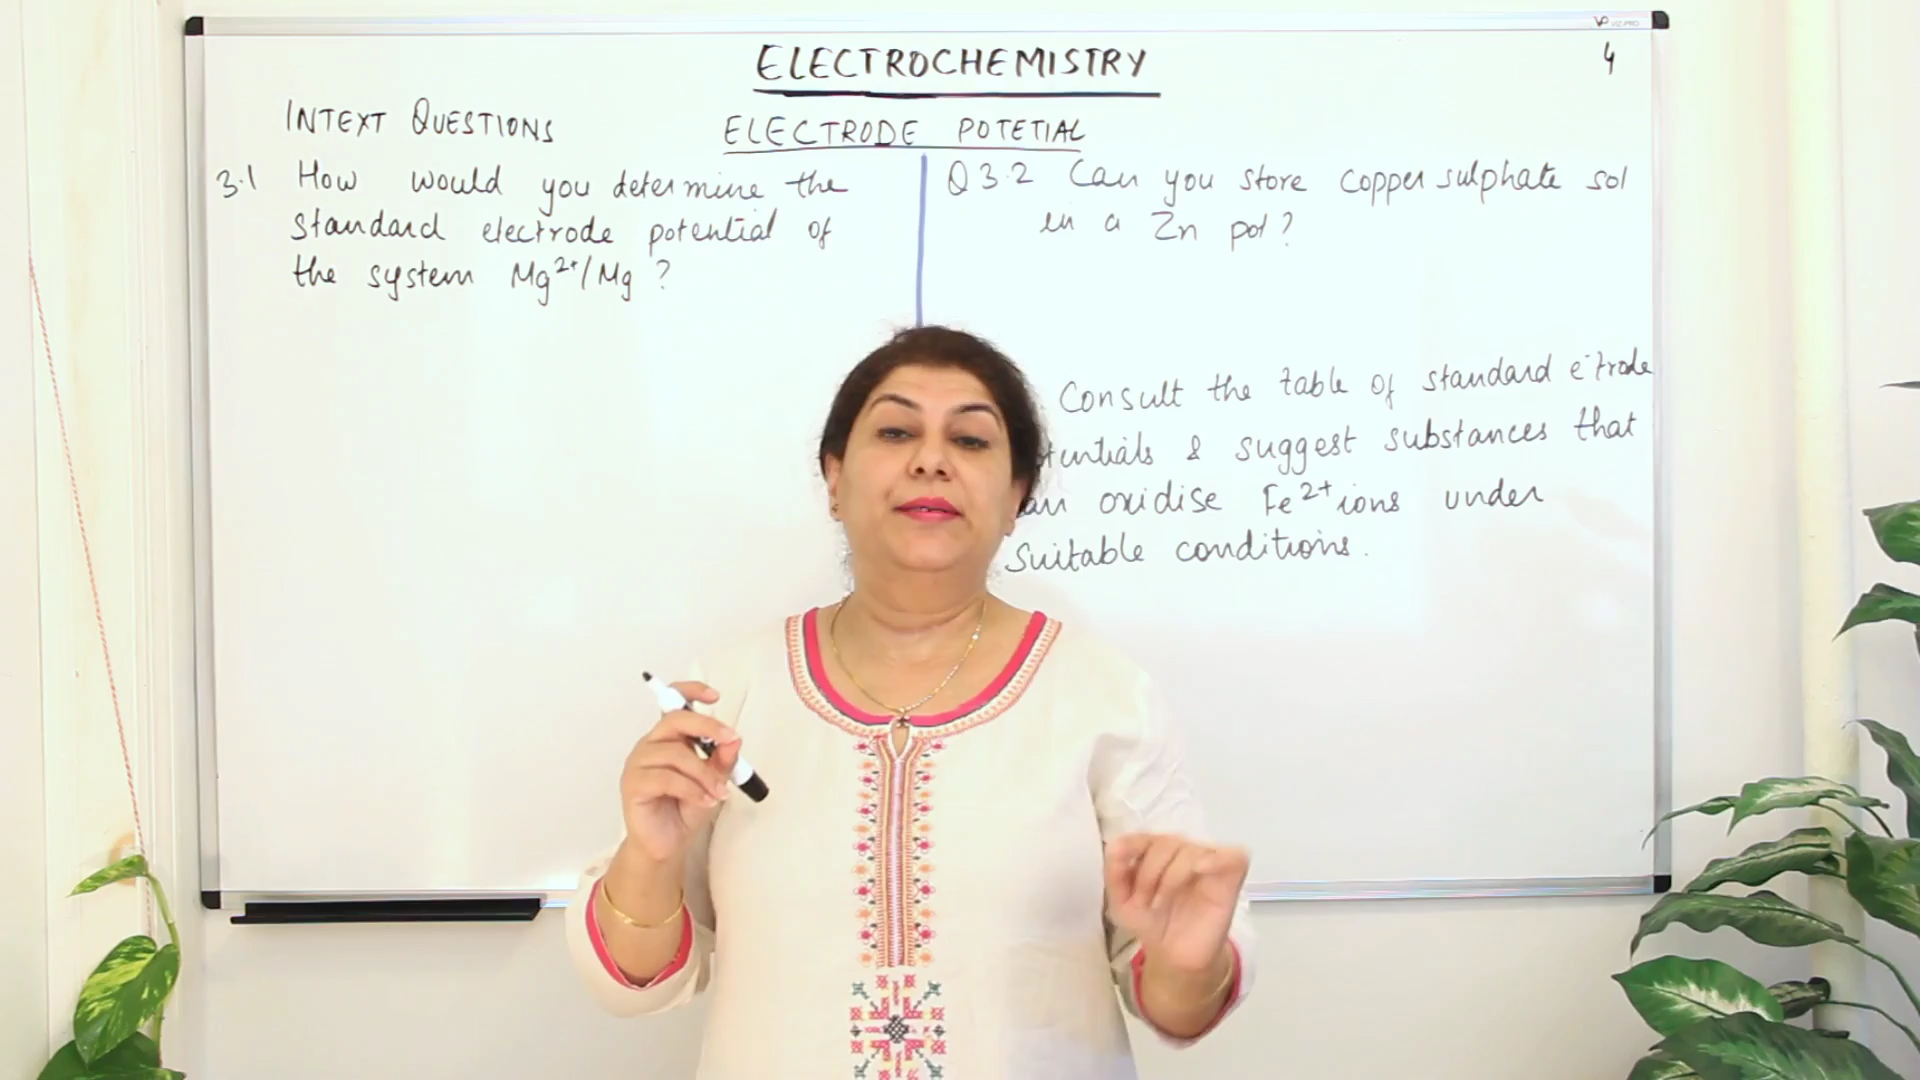 ELECTROCHEMISTRY
4
INTEXT QUESTIONS
ELECTRODE POTETIAL
3.1 How would you determine the
standard electrode potential of
the system Mg²⁺/Mg ?
Q 3.2 Can you store copper sulphate sol
in a Zn pot?
Consult the table of standard e⁻trode
& suggest substances that
oxidise Fe²⁺ ions under
Suitable conditions.